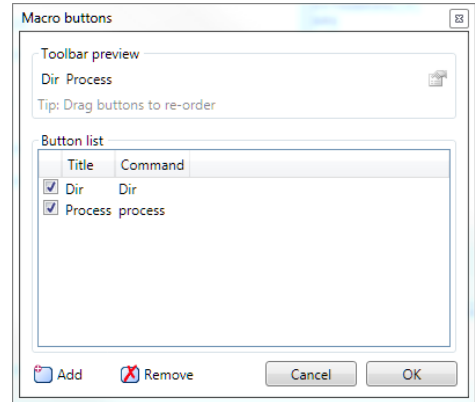 Macro buttons
Toolbar preview
Dir Process
Tip: Drag buttons to re-order
Button list
Title Command
Dir Dir
Process process
Add Remove Cancel OK